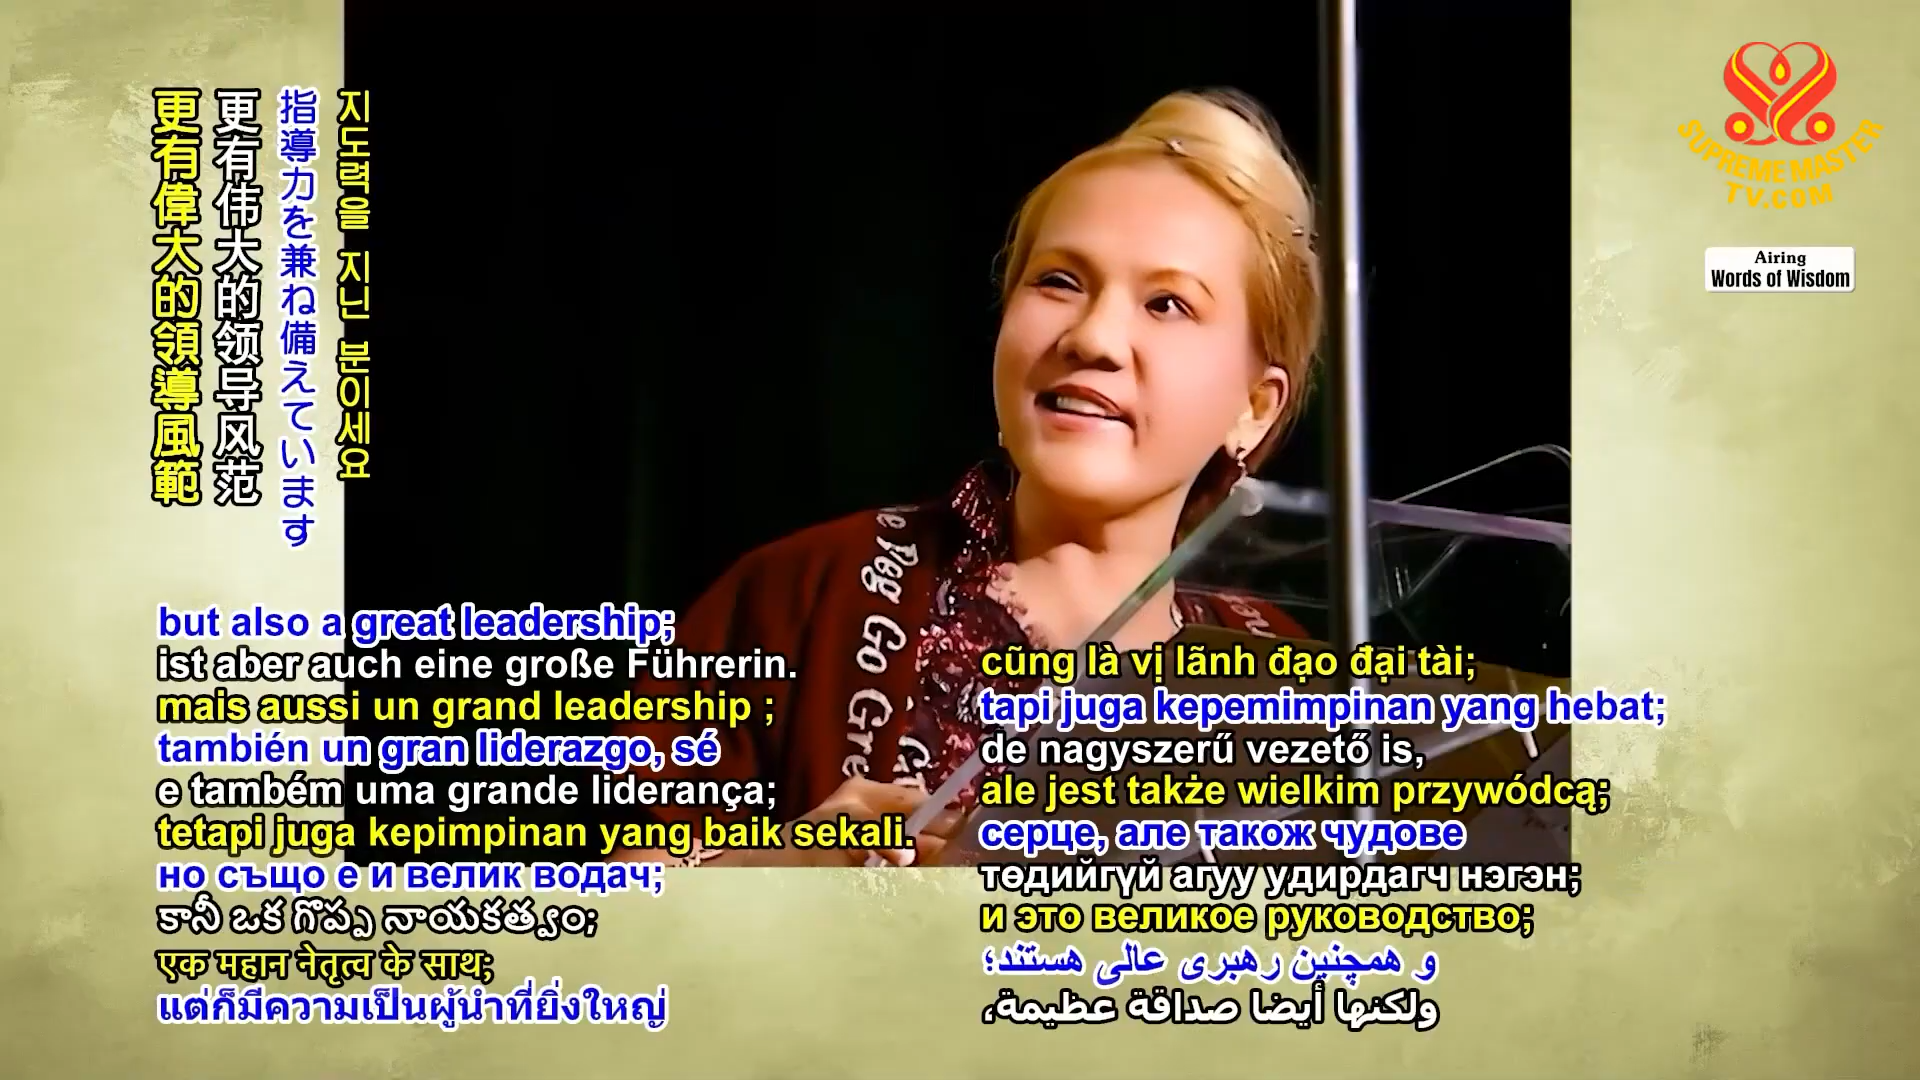 更有偉大的領導風範
更有伟大的领导风范
指導力を兼ね備えています
지도력을 지닌 분이세요
SUPREME MASTER
TV.COM
Airing
Words of Wisdom
Veg Go Gre
but also a great leadership;
ist aber auch eine große Führerin.
mais aussi un grand leadership ;
también un gran liderazgo, sé
e também uma grande liderança;
tetapi juga kepimpinan yang baik sekali.
но също е и велик водач;
కానీ ఒక గొప్ప నాయకత్వం;
एक महान नेतृत्व के साथ;
แต่ก็มีความเป็นผู้นำที่ยิ่งใหญ่
cũng là vị lãnh đạo đại tài;
tapi juga kepemimpinan yang hebat;
de nagyszerű vezető is,
ale jest także wielkim przywódcą;
серце, але також чудове
төдийгүй агуу удирдагч нэгэн;
и это великое руководство;
و همچنین رهبری عالی هستند؛
ولكنها أيضا صداقة عظيمة،